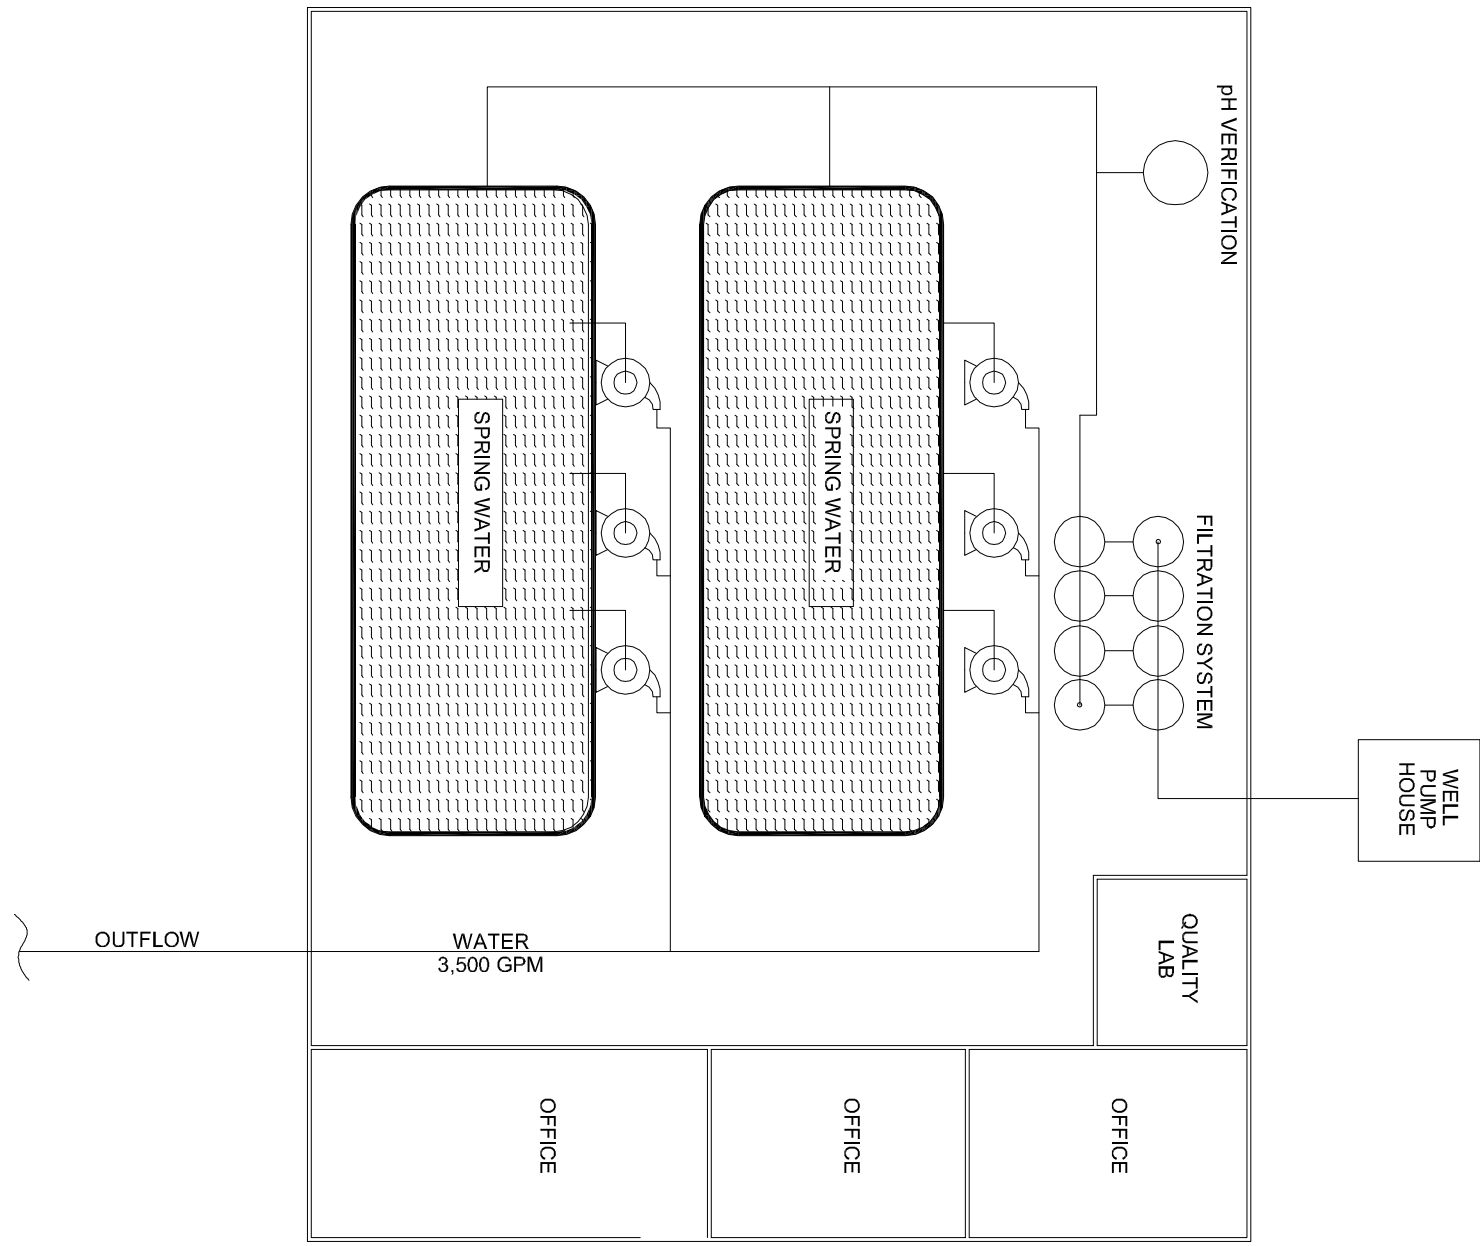 pH VERIFICATION
SPRING WATER
SPRING WATER
FILTRATION SYSTEM
WELL
PUMP
HOUSE
OUTFLOW
WATER
3,500 GPM
QUALITY
LAB
OFFICE
OFFICE
OFFICE